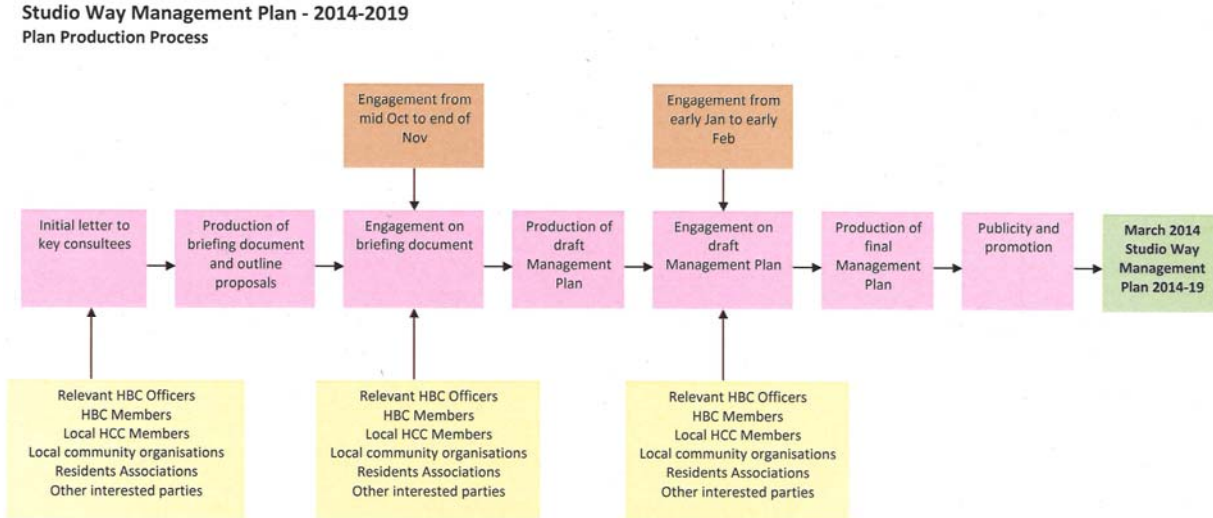 Studio Way Management Plan - 2014-2019
Plan Production Process
Engagement from
mid Oct to end of
Nov
Engagement from
early Jan to early
Feb
Initial letter to
key consultees
Production of
briefing document
and outline
proposals
Engagement on
briefing document
Production of
draft
Management
Plan
Engagement on
draft
Management Plan
Production of
final
Management
Plan
Publicity and
promotion
March 2014
Studio Way
Management
Plan 2014-19
Relevant HBC Officers
HBC Members
Local HCC Members
Local community organisations
Residents Associations
Other interested parties
Relevant HBC Officers
HBC Members
Local HCC Members
Local community organisations
Residents Associations
Other interested parties
Relevant HBC Officers
HBC Members
Local HCC Members
Local community organisations
Residents Associations
Other interested parties